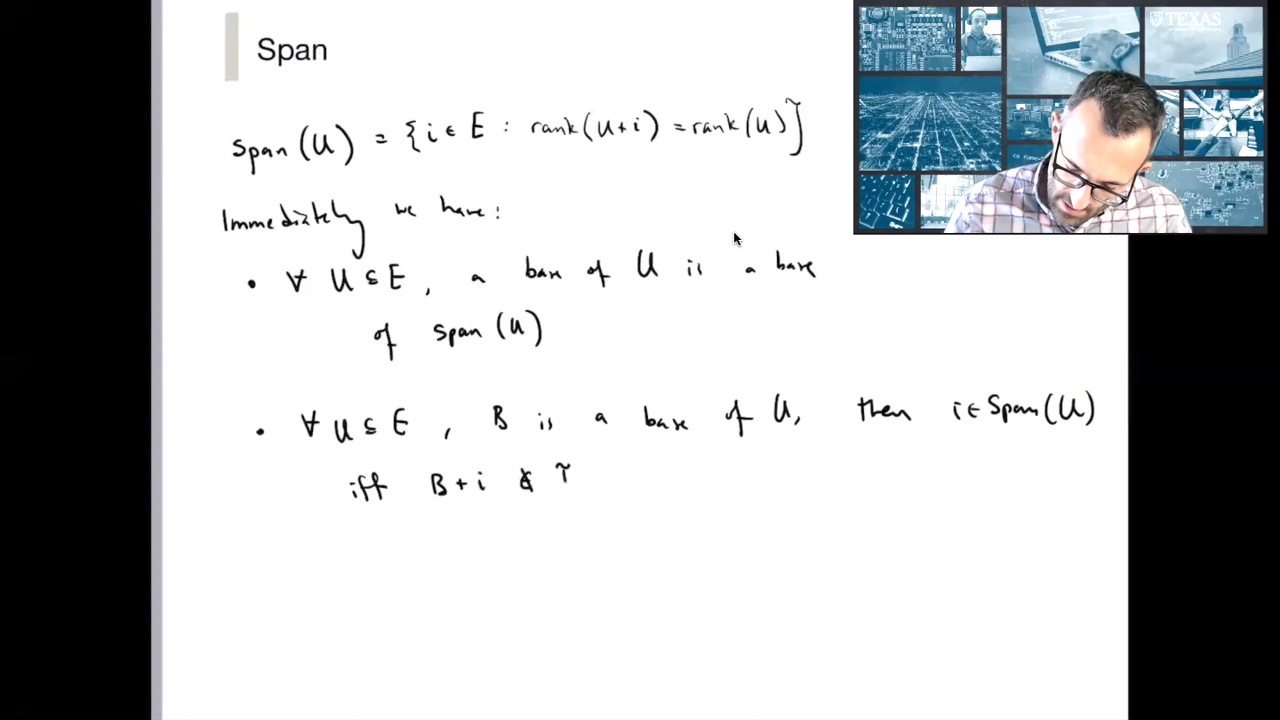 Span
TEXAS
span(U) = {i ∈ E : rank(U+i) = rank(U)}
Immediately we have:
• ∀ U ⊆ E, a base of U is a base
of span(U)
• ∀ U ⊆ E, B is a base of U, then i ∈ Span(U)
iff B+i ∉ I